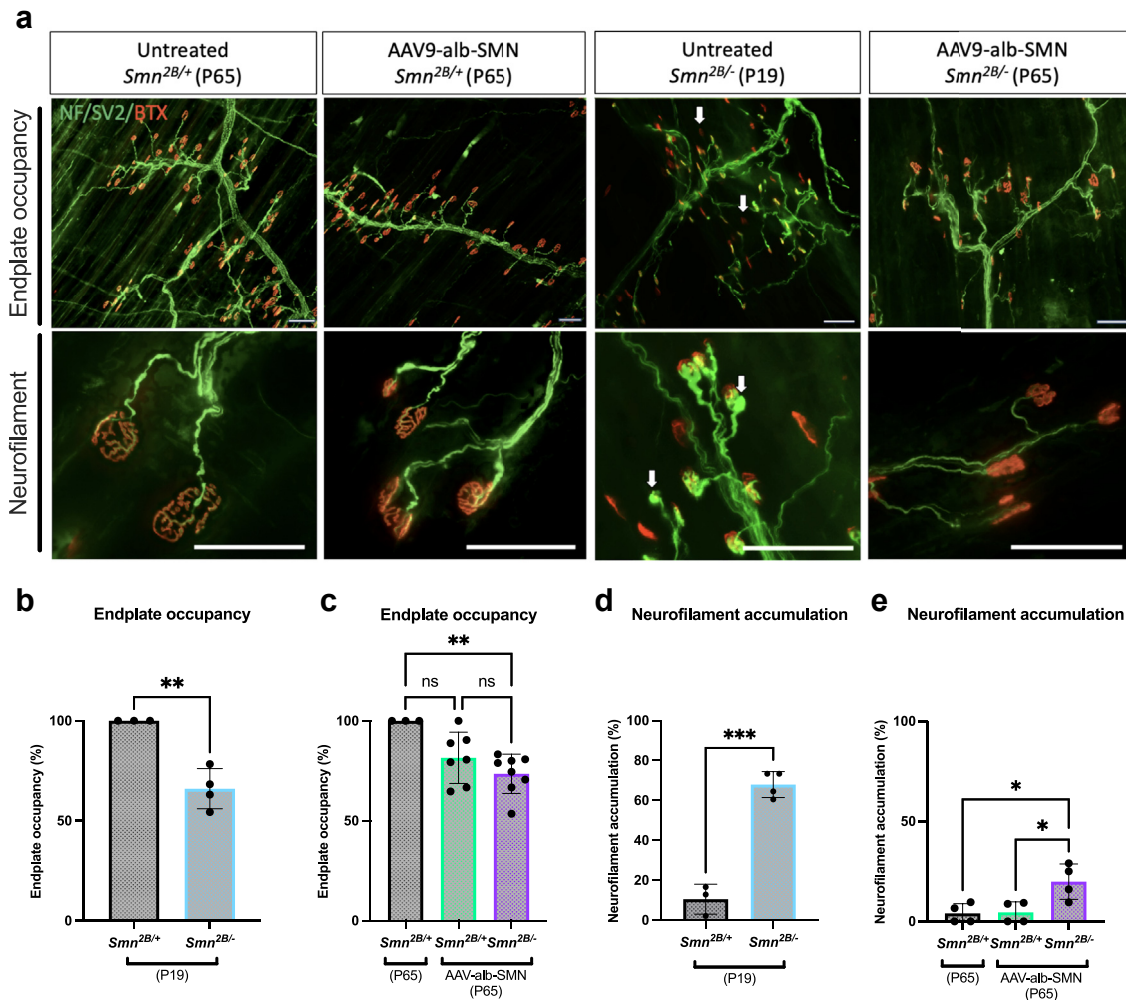 a
Untreated
Smn2B/+ (P65)
AAV9-alb-SMN
Smn2B/+ (P65)
Untreated
Smn2B/- (P19)
AAV9-alb-SMN
Smn2B/- (P65)
Endplate occupancy
NF/SV2/BTX
Neurofilament
b
Endplate occupancy
**
100
50
0
Endplate occupancy (%)
Smn2B/+
Smn2B/-
(P19)
c
Endplate occupancy
**
ns
ns
100
50
0
Endplate occupancy (%)
Smn2B/+
Smn2B/+
Smn2B/-
(P65)
AAV-alb-SMN
(P65)
d
Neurofilament accumulation
***
100
80
60
40
20
0
Neurofilament accumulation (%)
Smn2B/+
Smn2B/-
(P19)
e
Neurofilament accumulation
*
*
100
50
0
Neurofilament accumulation (%)
Smn2B/+
Smn2B/+
Smn2B/-
(P65)
AAV-alb-SMN
(P65)